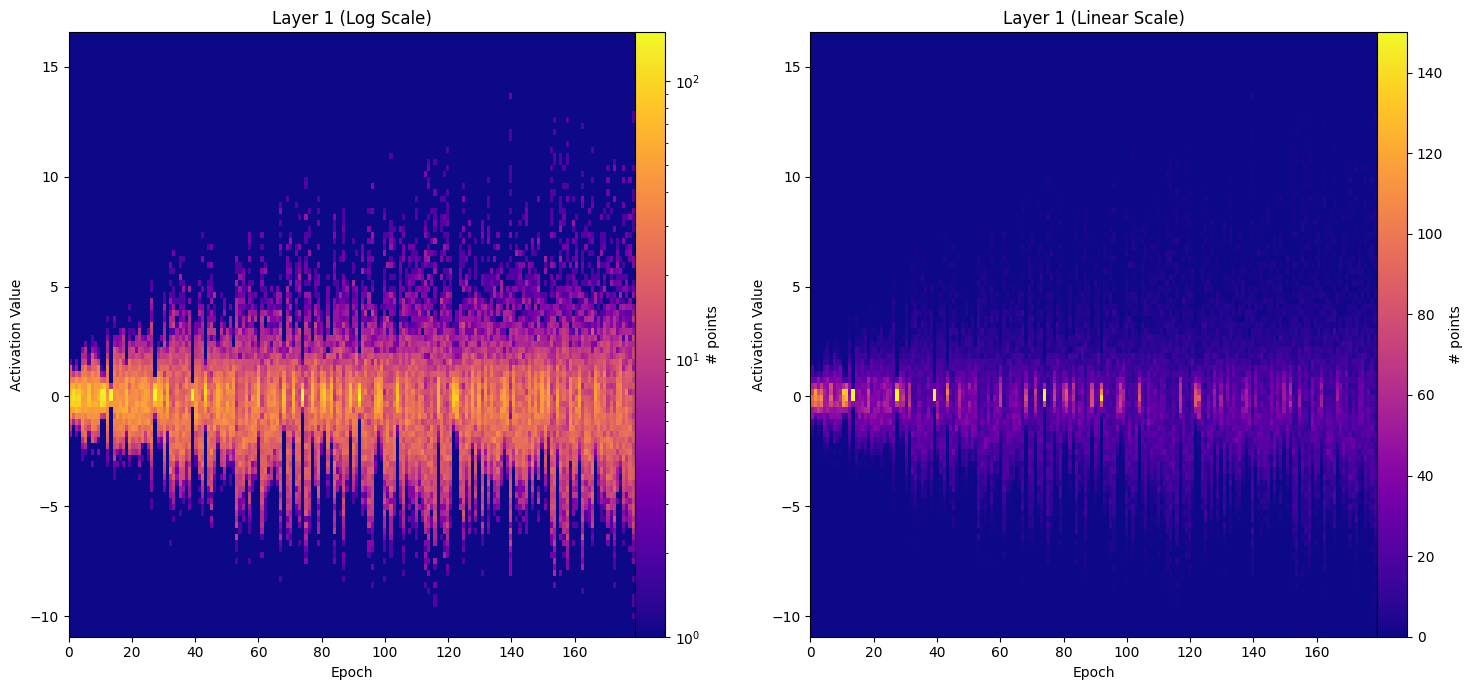 Layer 1 (Log Scale)
15
10
5
0
−5
−10
0 20 40 60 80 100 120 140 160
Epoch
Activation Value
10²
10¹
10⁰
# points
Layer 1 (Linear Scale)
15
10
5
0
−5
−10
0 20 40 60 80 100 120 140 160
Epoch
Activation Value
140
120
100
80
60
40
20
0
# points